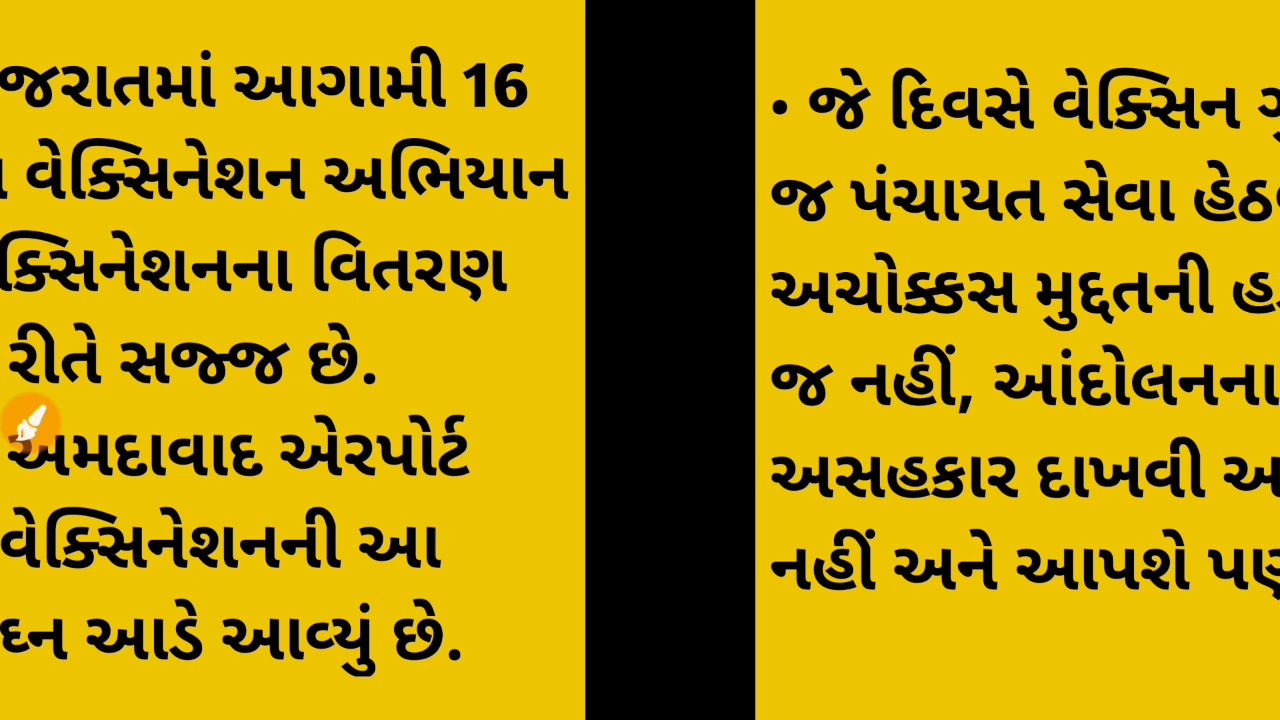 જરાતમાં આગામી 16
વેક્સિનેશન અભિયાન
ક્સિનેશનના વિતરણ
રીતે સજ્જ છે.
અમદાવાદ એરપોર્ટ
વેક્સિનેશનની આ
ઘ્ન આડે આવ્યું છે.
• જે દિવસે વેક્સિન
જ પંચાયત સેવા
અચોક્કસ મુદ્દતની
જ નહીં, આંદોલનના
અસહકાર દાખવી
નહીં અને આપશે પણ